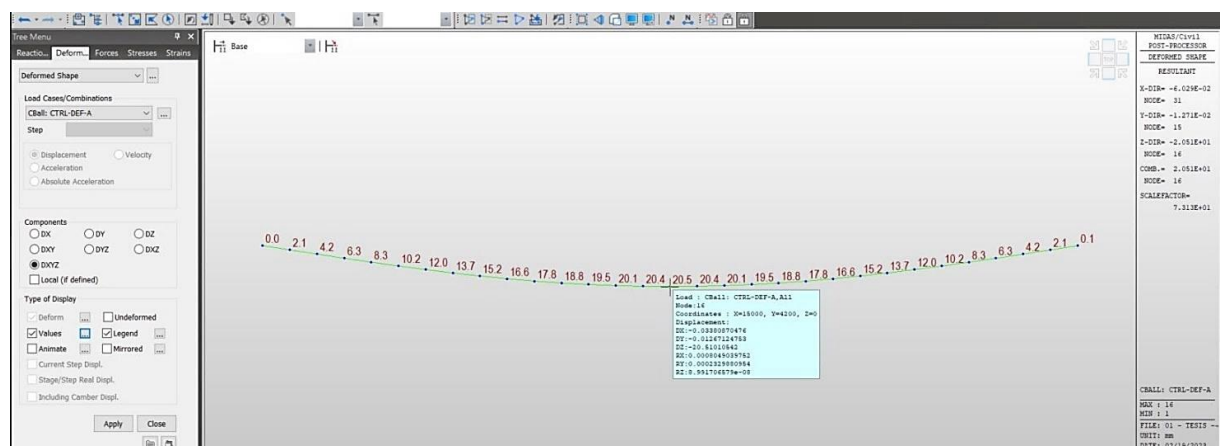 Tree Menu
Reactio... Deform... Forces Stresses Strains
Deformed Shape
Load Cases/Combinations
CBall: CTRL-DEF-A
Step
Displacement Velocity
Acceleration
Absolute Acceleration
Components
DX DY DZ
DXY DYZ DXZ
DXYZ
Local (if defined)
Type of Display
Deform ... Undeformed
Values ... Legend ...
Animate ... Mirrored ...
Current Step Displ.
Stage/Step Real Displ.
Including Camber Displ.
Apply Close
Base
0.0 2.1 4.2 6.3 8.3 10.2 12.0 13.7 15.2 16.6 17.8 18.8 19.5 20.1 20.4 20.5 20.4 20.1 19.5 18.8 17.8 16.6 15.2 13.7 12.0 10.2 8.3 6.3 4.2 2.1 0.1
Load : CBall: CTRL-DEF-A,All
Node:16
Coordinates : X=15000, Y=4200, Z=0
Displacement:
DX:-0.03380870476
DY:-0.01267124753
DZ:-20.51010542
RX:0.0008049039752
RY:0.0002329880954
RZ:8.991706579e-08
MIDAS/Civil
POST-PROCESSOR
DEFORMED SHAPE
RESULTANT
X-DIR= -6.029E-02
NODE= 31
Y-DIR= -1.271E-02
NODE= 15
Z-DIR= -2.051E+01
NODE= 16
COMB.= 2.051E+01
NODE= 16
SCALEFACTOR=
7.313E+01
CBALL: CTRL-DEF-A
MAX : 16
MIN : 1
FILE: 01 - TESIS -
UNIT: mm